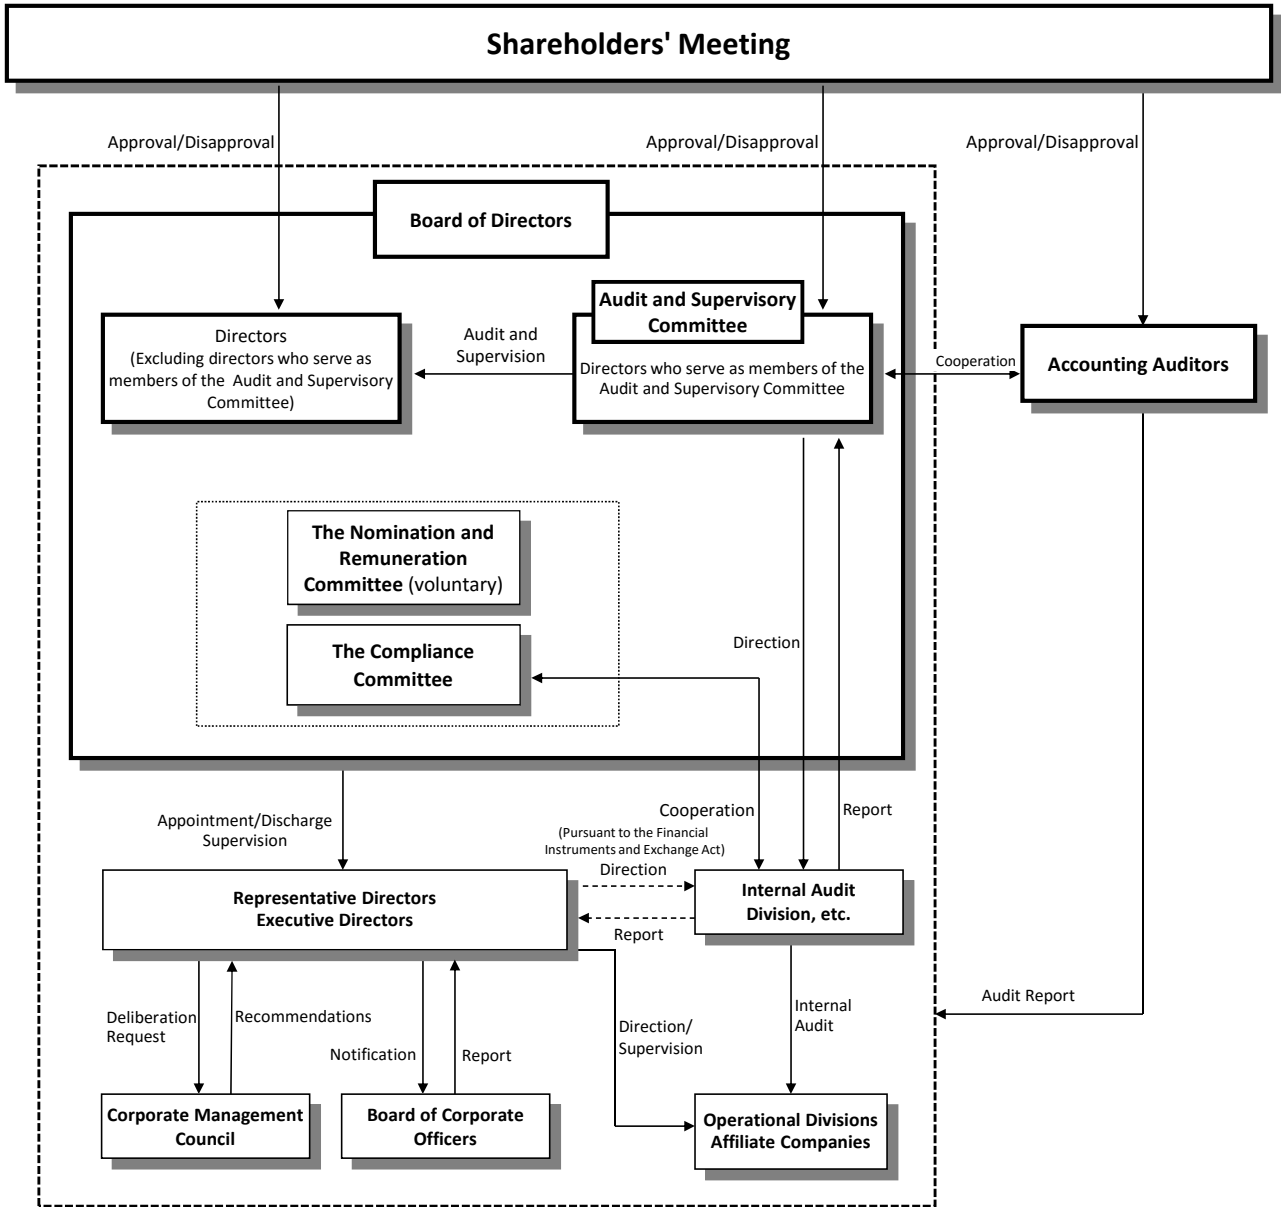 Shareholders' Meeting
Approval/Disapproval
Approval/Disapproval
Approval/Disapproval
Board of Directors
Audit and Supervisory
Committee
Directors
(Excluding directors who serve as
members of the Audit and Supervisory
Committee)
Audit and
Supervision
Directors who serve as members of the
Audit and Supervisory Committee
Cooperation
Accounting Auditors
The Nomination and
Remuneration
Committee (voluntary)
The Compliance
Committee
Direction
Appointment/Discharge
Supervision
Cooperation
Report
(Pursuant to the Financial
Instruments and Exchange Act)
Direction
Representative Directors
Executive Directors
Internal Audit
Division, etc.
Report
Deliberation
Request
Recommendations
Notification
Report
Direction/
Supervision
Internal
Audit
Audit Report
Corporate Management
Council
Board of Corporate
Officers
Operational Divisions
Affiliate Companies